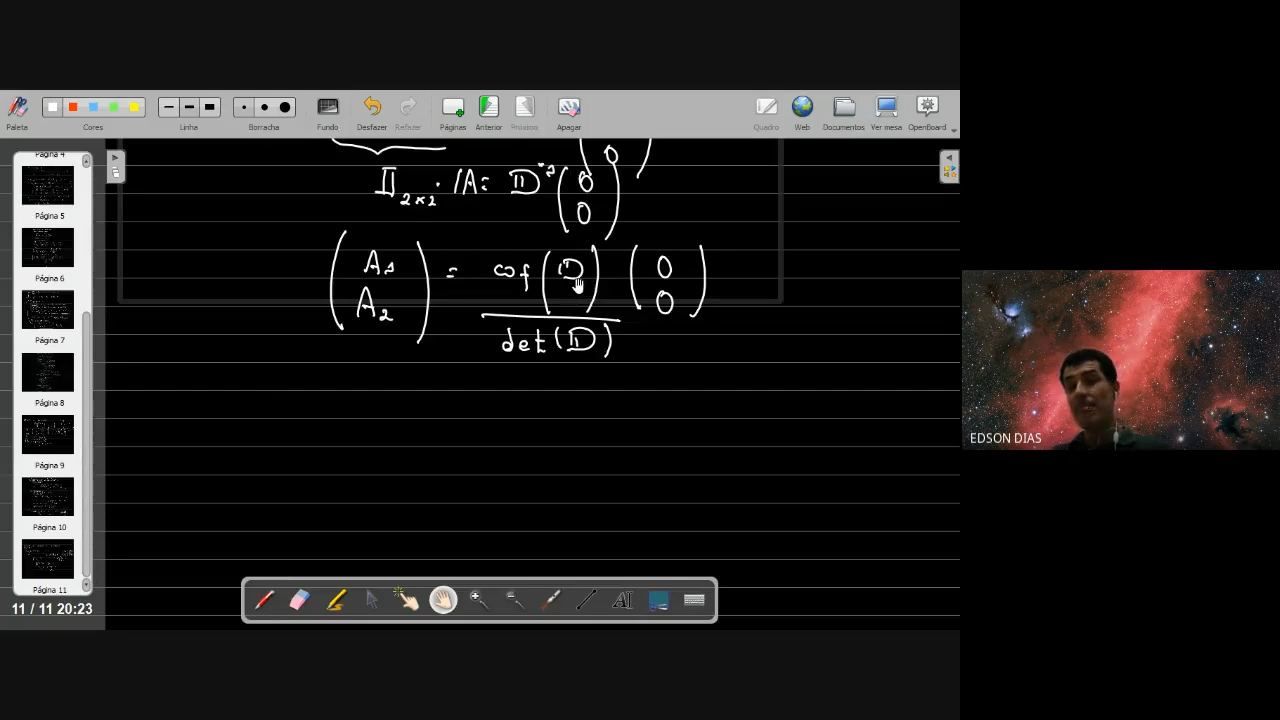 Paleta Cores Linha Borracha Fundo Desfazer Refazer Páginas Anterior Próximo Apagar Quadro Web Documentos Ver mesa OpenBoard
Página 4
Página 5
Página 6
Página 7
Página 8
Página 9
Página 10
Página 11
11 / 11 20:23
0
𝕀₂ₓ₂ · 𝔸 = 𝔻⁻¹ (0
0)
(A₁
A₂) = cof(𝔻) / det(𝔻) (0
0)
AI
EDSON DIAS